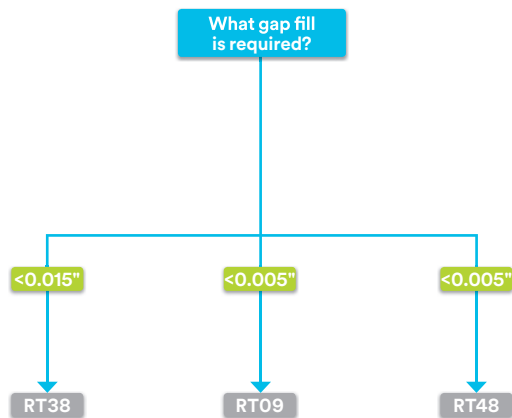 What gap fill
is required?
<0.015"
<0.005"
<0.005"
RT38
RT09
RT48